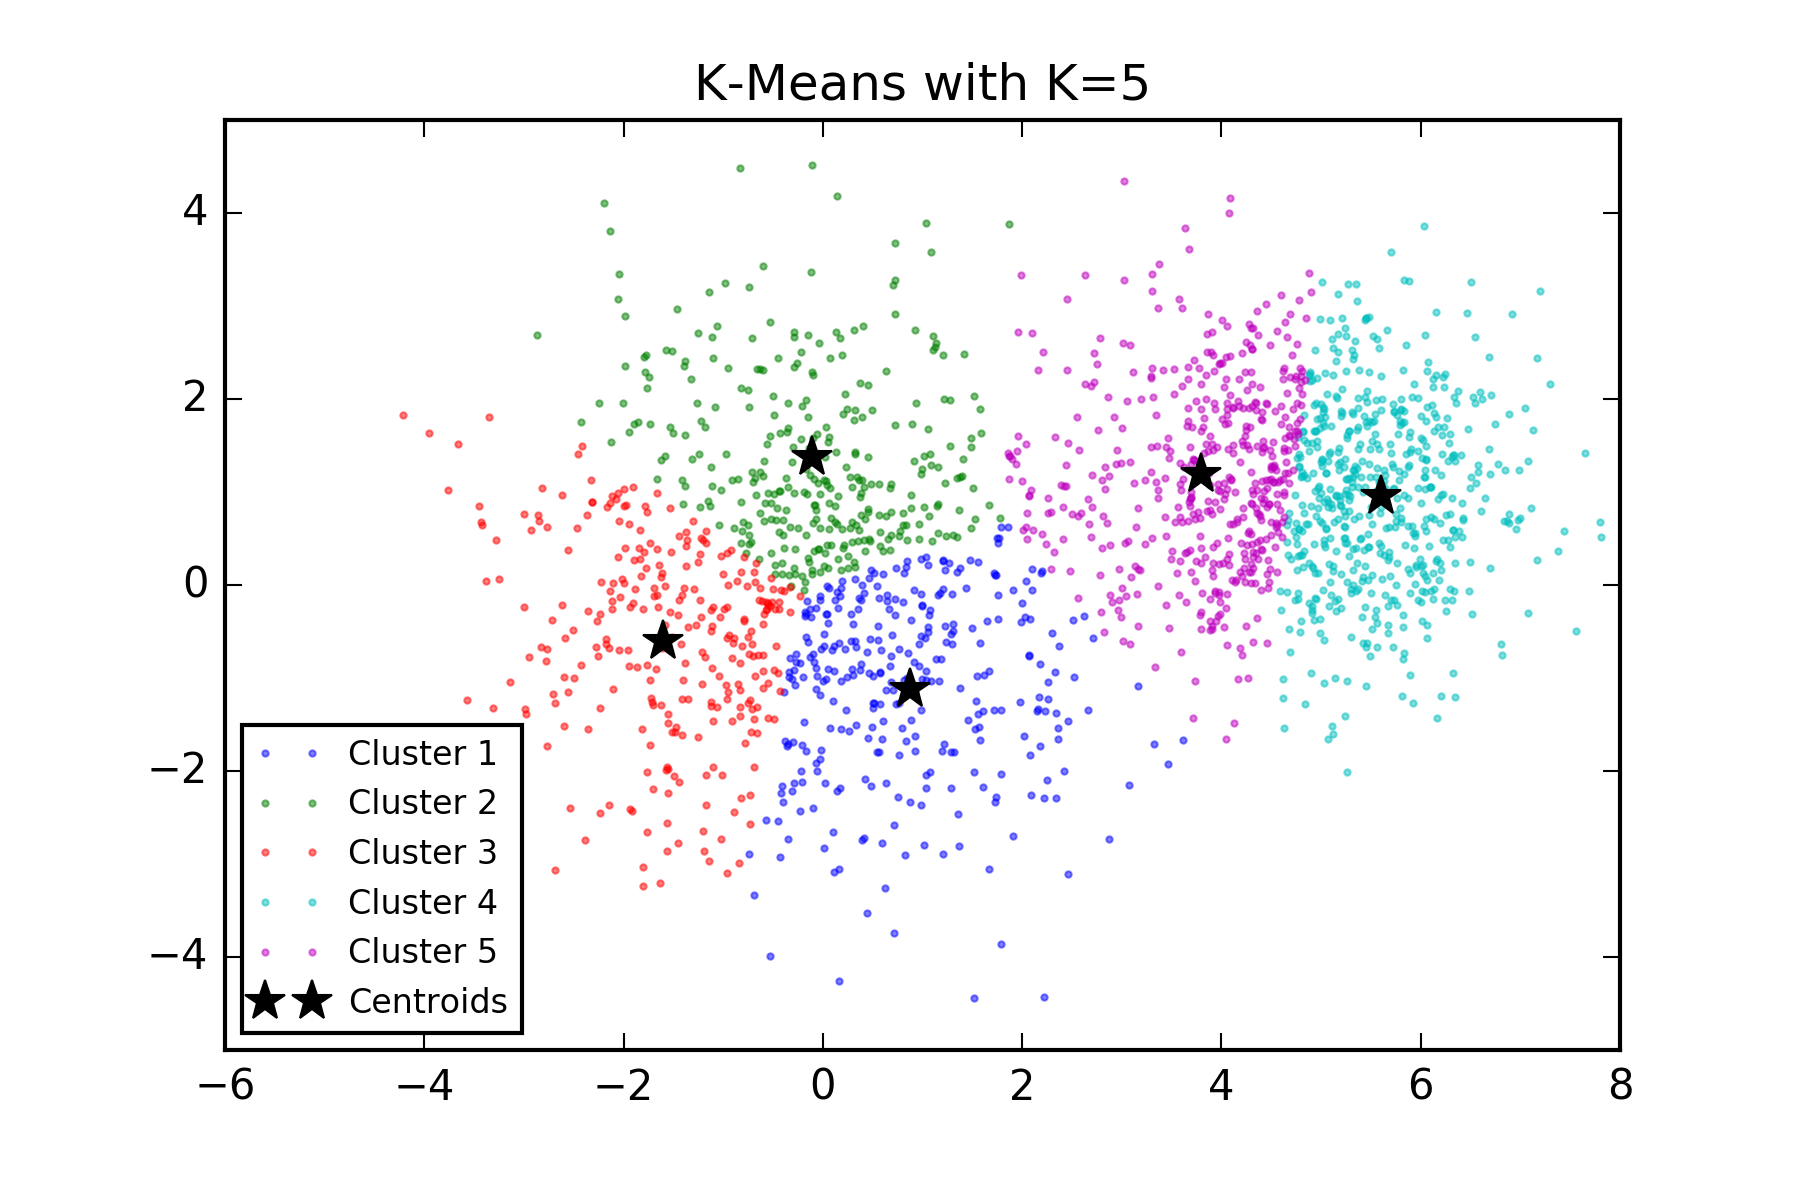 K-Means with K=5
4
2
0
−2
−4
Cluster 1
Cluster 2
Cluster 3
Cluster 4
Cluster 5
Centroids
−6 −4 −2 0 2 4 6 8